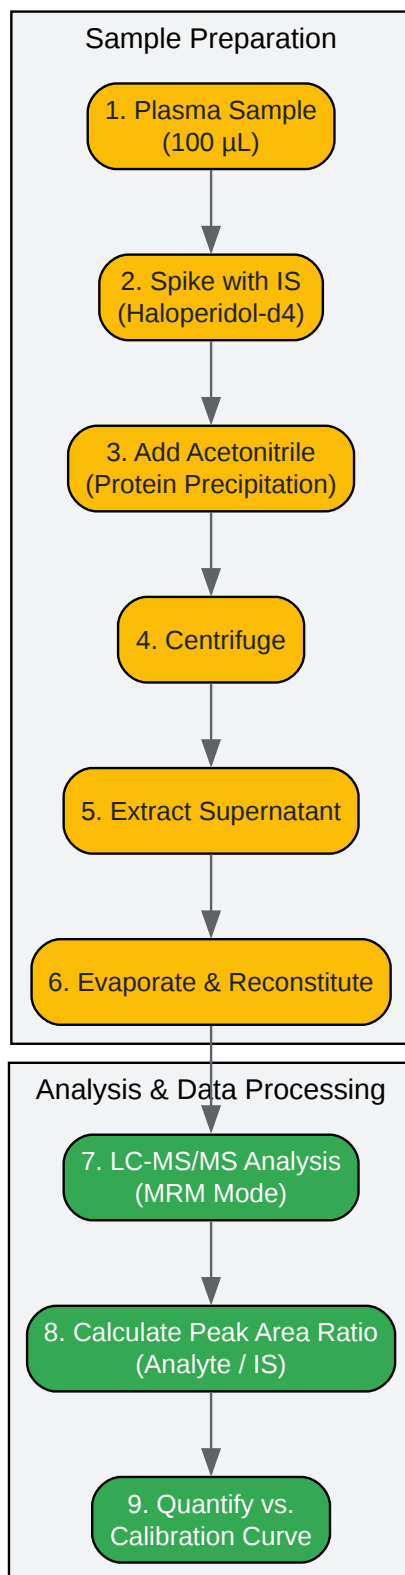 Sample Preparation
1. Plasma Sample
(100 µL)
2. Spike with IS
(Haloperidol-d4)
3. Add Acetonitrile
(Protein Precipitation)
4. Centrifuge
5. Extract Supernatant
6. Evaporate & Reconstitute
Analysis & Data Processing
7. LC-MS/MS Analysis
(MRM Mode)
8. Calculate Peak Area Ratio
(Analyte / IS)
9. Quantify vs.
Calibration Curve